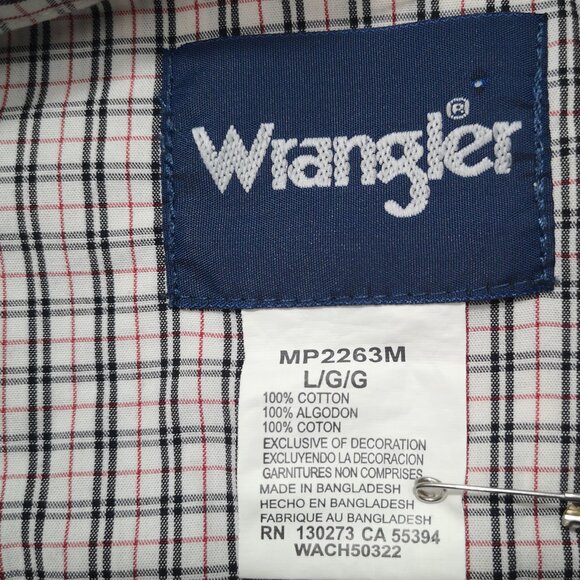 Wrangler®
MP2263M
L/G/G
100% COTTON
100% ALGODON
100% COTON
EXCLUSIVE OF DECORATION
EXCLUYENDO LA DECORACION
GARNITURES NON COMPRISES
MADE IN BANGLADESH
HECHO EN BANGLADESH
FABRIQUE AU BANGLADESH
RN 130273 CA 55394
WACH50322